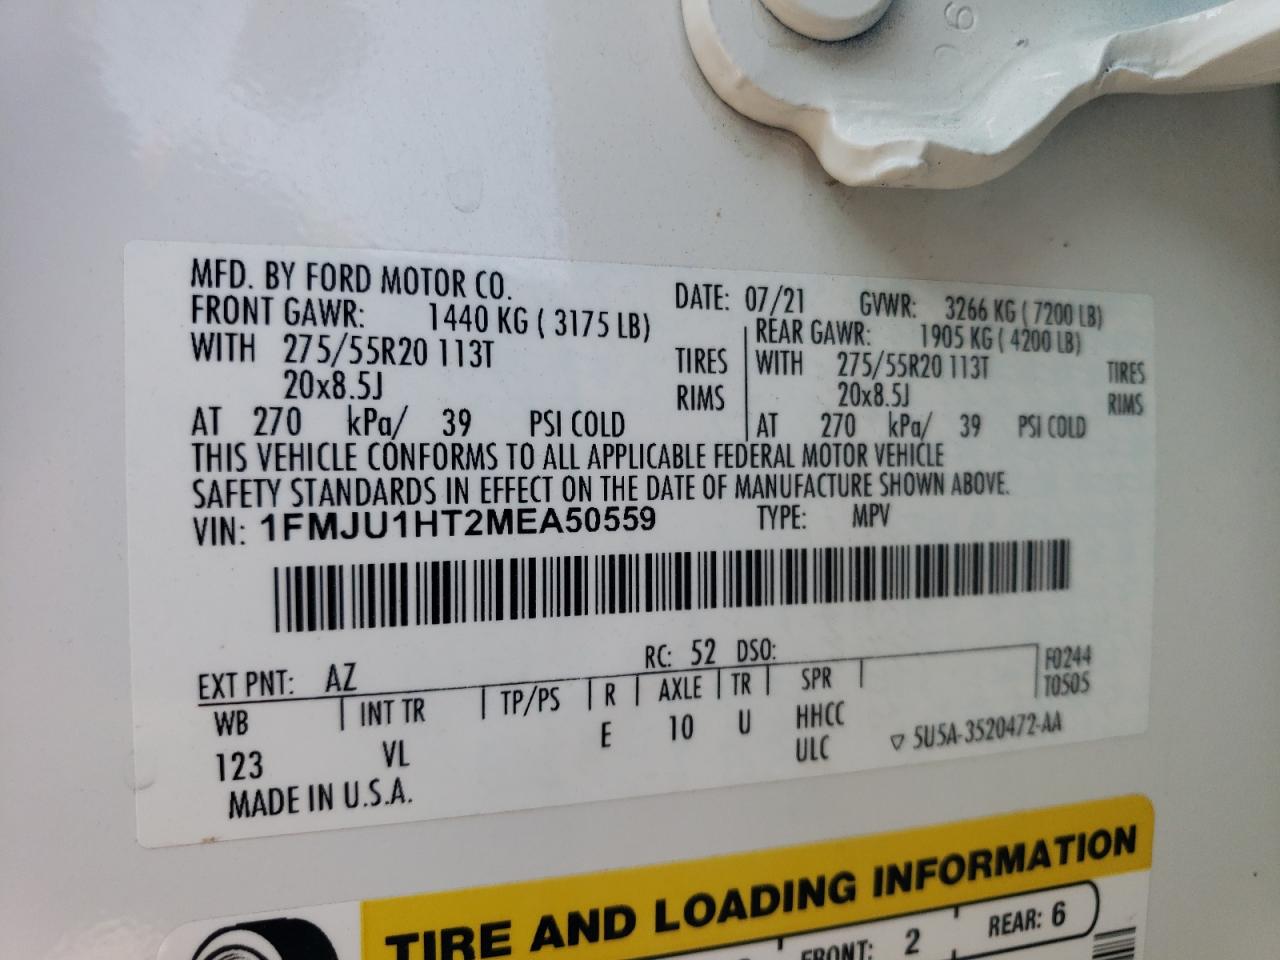 MFD. BY FORD MOTOR CO.
DATE: 07/21 GVWR: 3266 KG ( 7200 LB)
FRONT GAWR: 1440 KG ( 3175 LB)
WITH 275/55R20 113T TIRES
20x8.5J RIMS
AT 270 kPa/ 39 PSI COLD
REAR GAWR: 1905 KG ( 4200 LB)
WITH 275/55R20 113T TIRES
20x8.5J RIMS
AT 270 kPa/ 39 PSI COLD
THIS VEHICLE CONFORMS TO ALL APPLICABLE FEDERAL MOTOR VEHICLE
SAFETY STANDARDS IN EFFECT ON THE DATE OF MANUFACTURE SHOWN ABOVE.
VIN: 1FMJU1HT2MEA50559 TYPE: MPV
EXT PNT: AZ RC: 52 DSO:
F0244
T0505
WB INT TR TP/PS R AXLE TR SPR
123 VL E 10 U HHCC
ULC ▽ 5U5A-3520472-AA
MADE IN U.S.A.
TIRE AND LOADING INFORMATION
FRONT: 2 REAR: 6